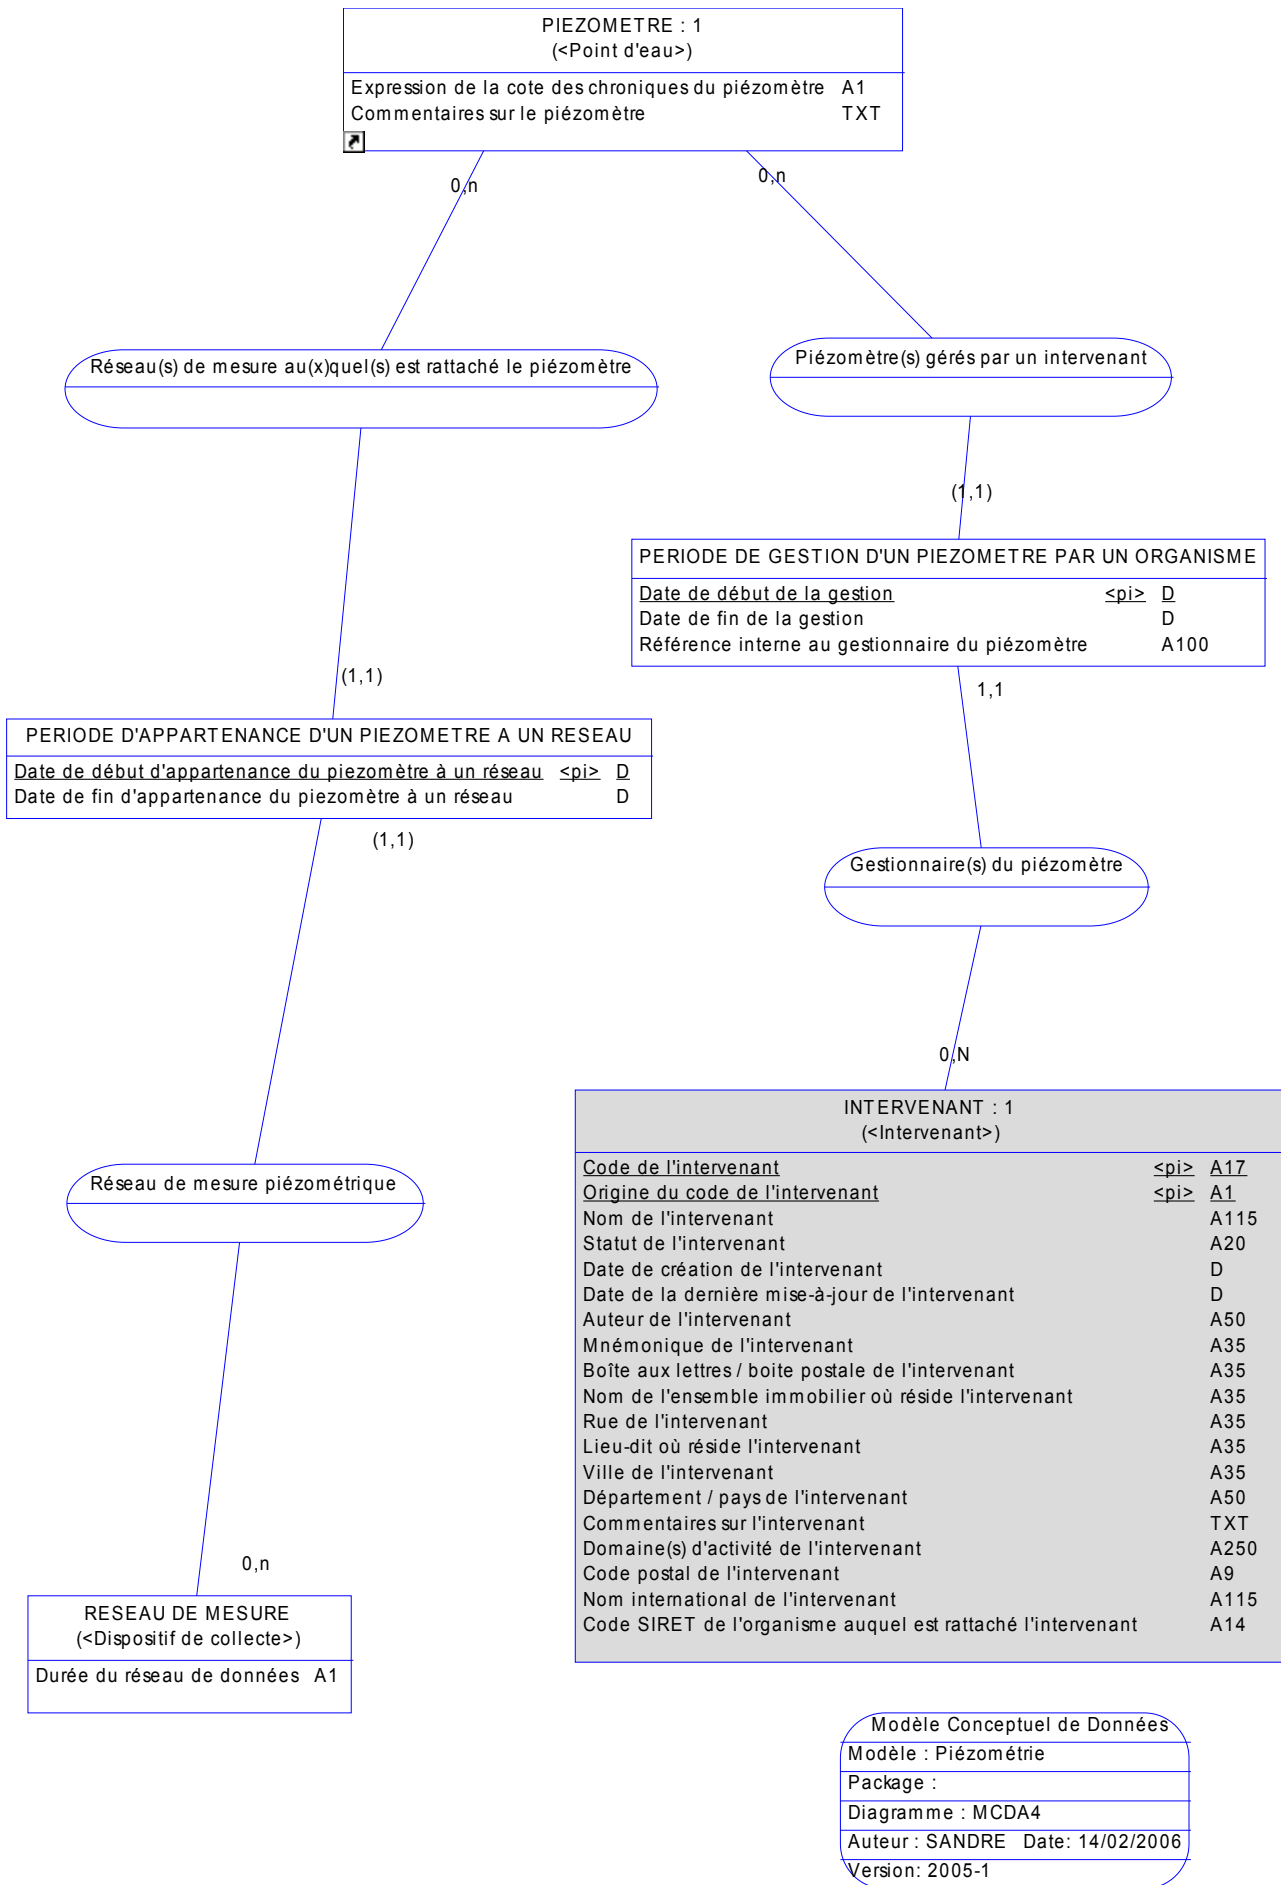 PIEZOMETRE : 1
(<Point d'eau>)
Expression de la cote des chroniques du piézomètre A1
Commentaires sur le piézomètre TXT
0,n
0,n
Réseau(s) de mesure au(x)quel(s) est rattaché le piézomètre
Piézomètre(s) gérés par un intervenant
(1,1)
PERIODE DE GESTION D'UN PIEZOMETRE PAR UN ORGANISME
Date de début de la gestion <pi> D
Date de fin de la gestion D
Référence interne au gestionnaire du piézomètre A100
(1,1)
1,1
PERIODE D'APPARTENANCE D'UN PIEZOMETRE A UN RESEAU
Date de début d'appartenance du piezomètre à un réseau <pi> D
Date de fin d'appartenance du piezomètre à un réseau D
(1,1)
Gestionnaire(s) du piézomètre
0,N
Réseau de mesure piézométrique
INTERVENANT : 1
(<Intervenant>)
Code de l'intervenant <pi> A17
Origine du code de l'intervenant <pi> A1
Nom de l'intervenant A115
Statut de l'intervenant A20
Date de création de l'intervenant D
Date de la dernière mise-à-jour de l'intervenant D
Auteur de l'intervenant A50
Mnémonique de l'intervenant A35
Boîte aux lettres / boite postale de l'intervenant A35
Nom de l'ensemble immobilier où réside l'intervenant A35
Rue de l'intervenant A35
Lieu-dit où réside l'intervenant A35
Ville de l'intervenant A35
Département / pays de l'intervenant A50
Commentaires sur l'intervenant TXT
Domaine(s) d'activité de l'intervenant A250
Code postal de l'intervenant A9
Nom international de l'intervenant A115
Code SIRET de l'organisme auquel est rattaché l'intervenant A14
0,n
RESEAU DE MESURE
(<Dispositif de collecte>)
Durée du réseau de données A1
Modèle Conceptuel de Données
Modèle : Piézométrie
Package :
Diagramme : MCDA4
Auteur : SANDRE Date: 14/02/2006
Version: 2005-1